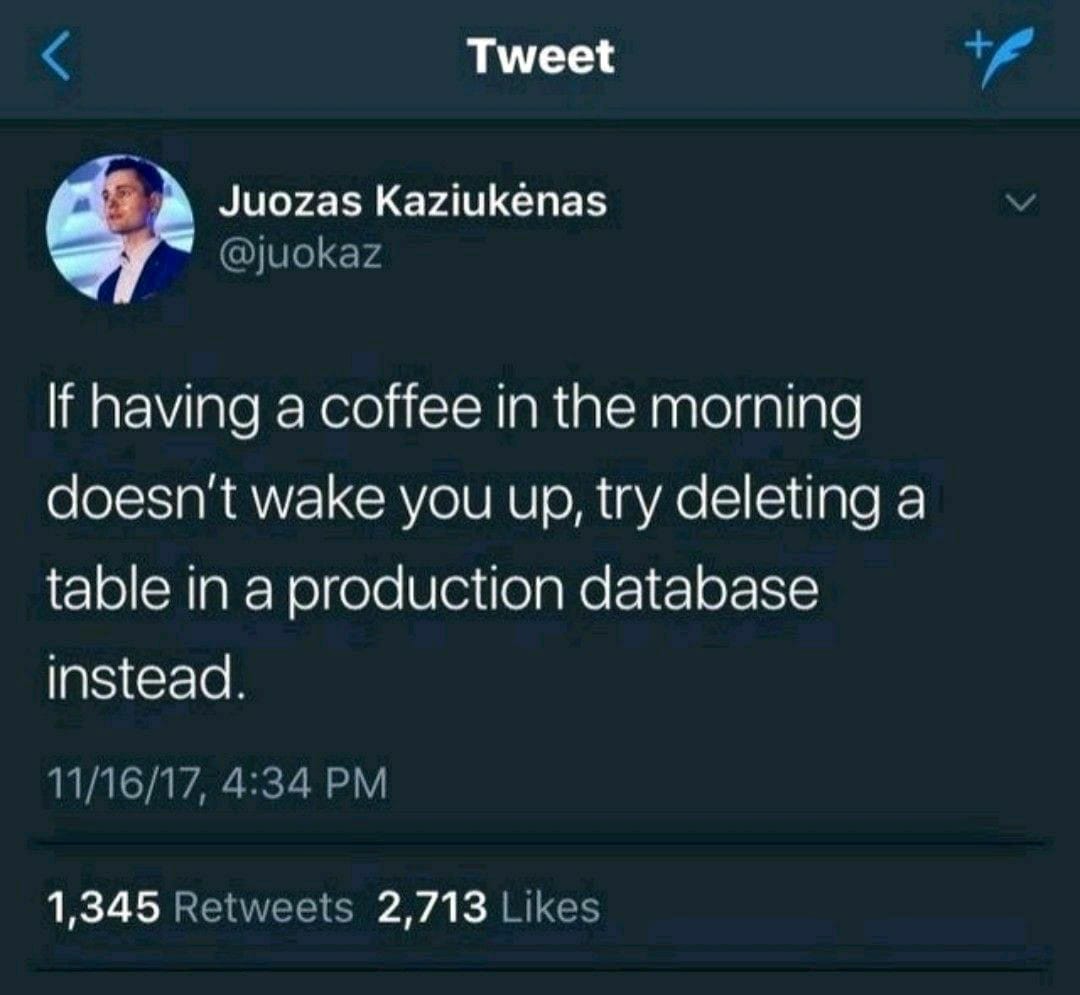 Tweet
Juozas Kaziukėnas
@juokaz
If having a coffee in the morning
doesn't wake you up, try deleting a
table in a production database
instead.
11/16/17, 4:34 PM
1,345 Retweets 2,713 Likes